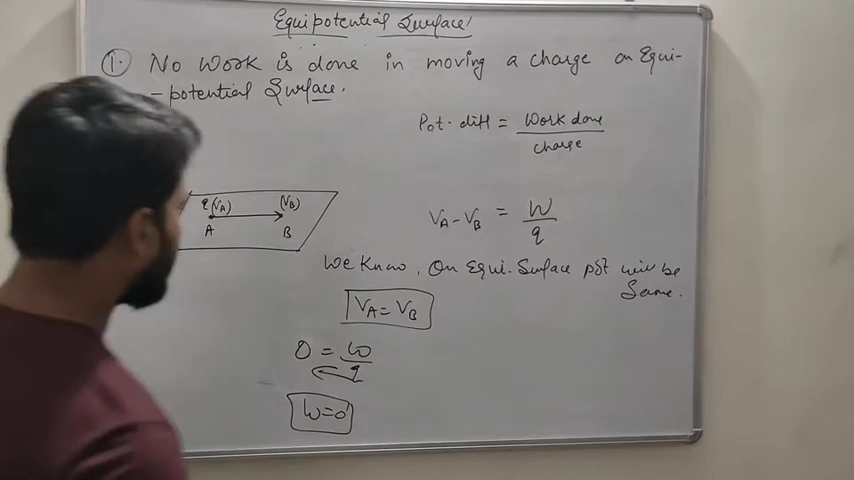 Equipotential Surface
1. No Work is done in moving a charge on Equi-
-potential Surface.
Pot. diff = Work done
charge
q (VA) (VB)
A B
VA - VB = W
q
We Know, On Equi. Surface pot will be
Same.
VA = VB
0 = W
q
W=0